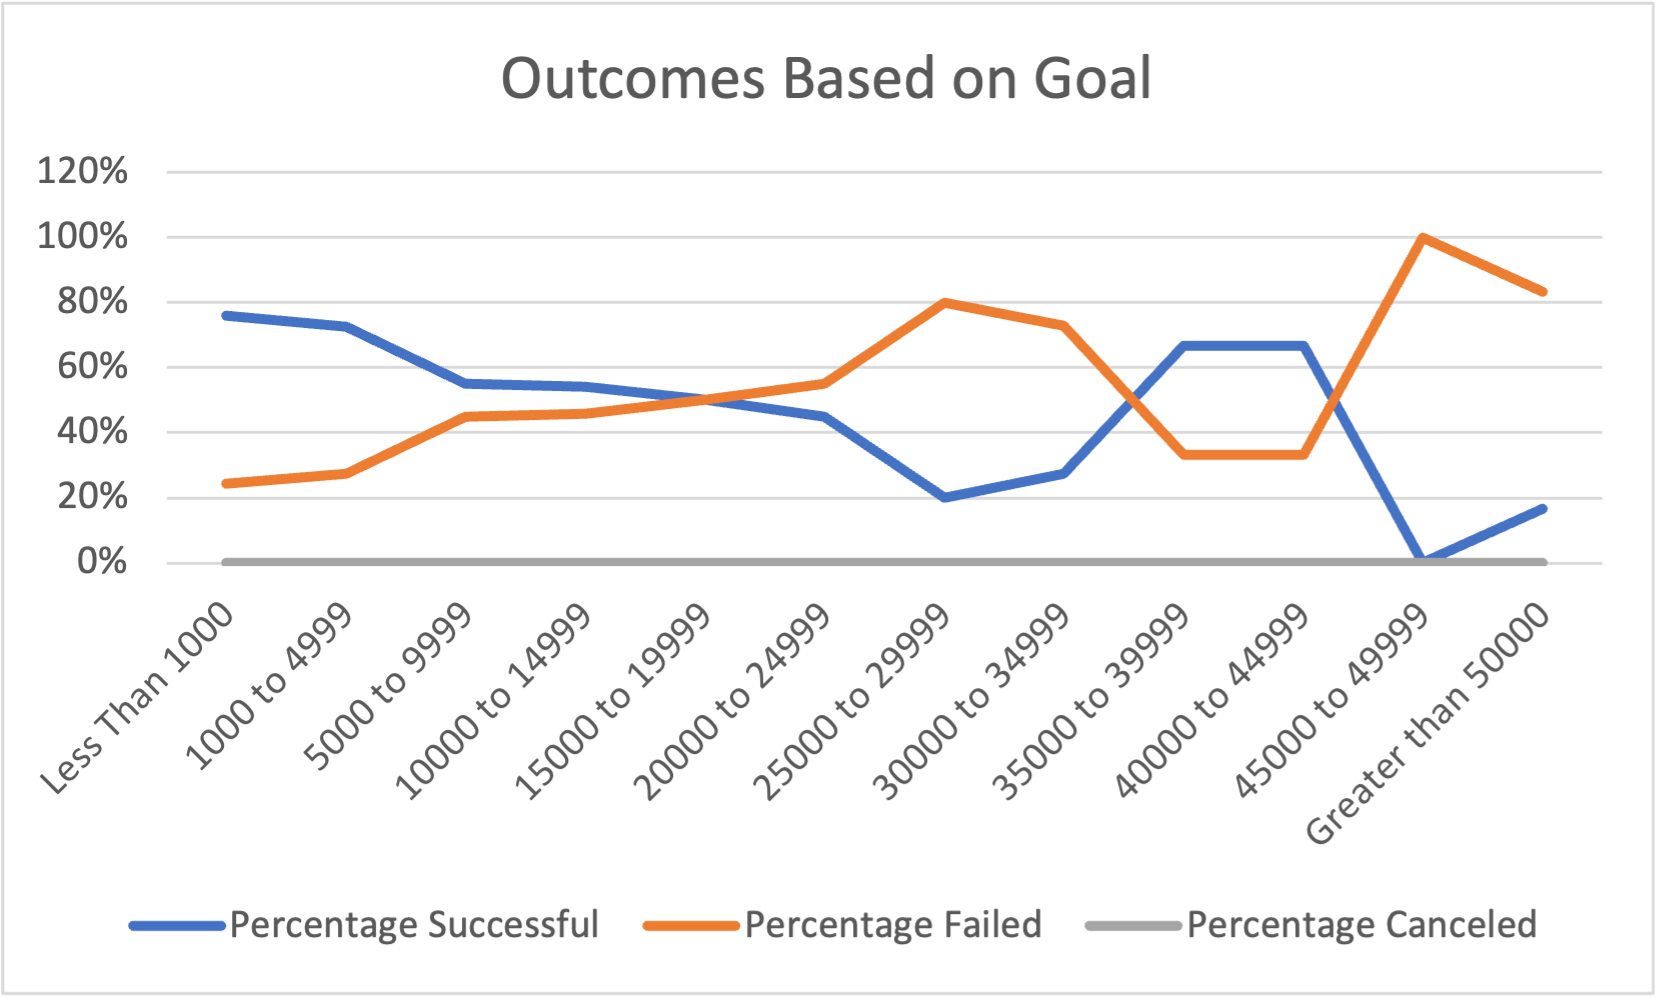 Outcomes Based on Goal
120%
100%
80%
60%
40%
20%
0%
Less Than 1000
1000 to 4999
5000 to 9999
10000 to 14999
15000 to 19999
20000 to 24999
25000 to 29999
30000 to 34999
35000 to 39999
40000 to 44999
45000 to 49999
Greater than 50000
Percentage Successful
Percentage Failed
Percentage Canceled